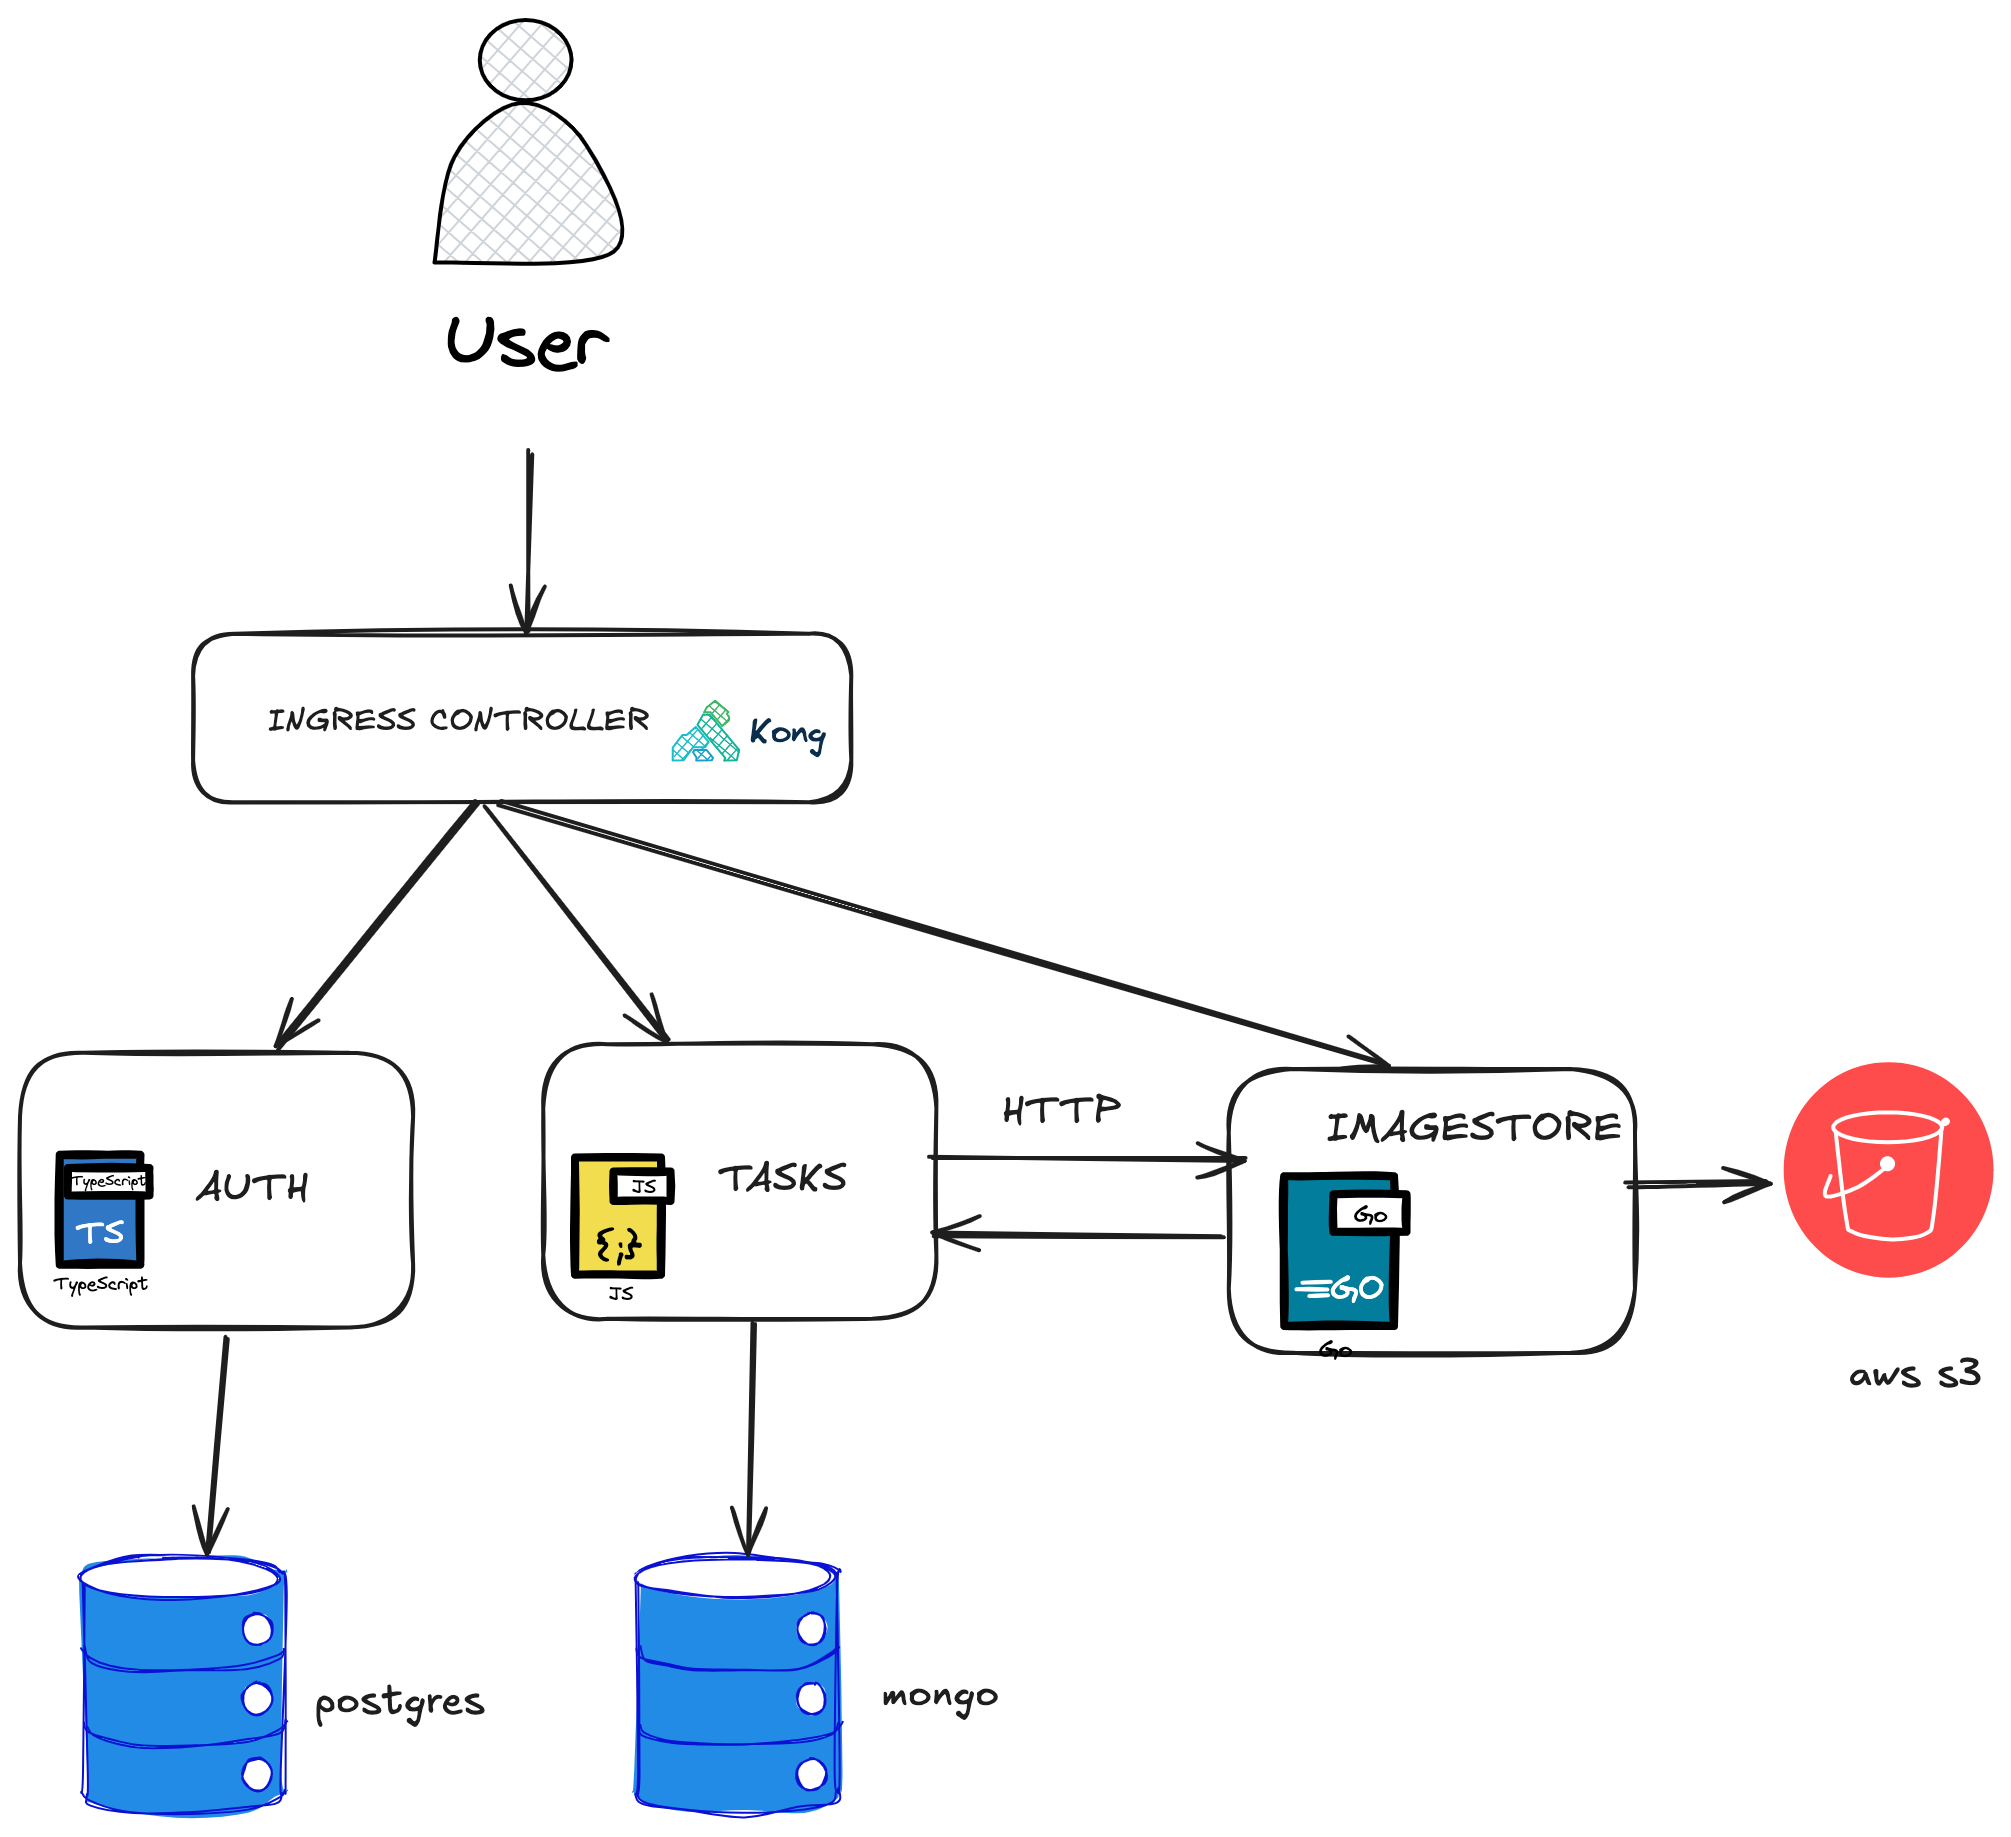 User
INGRESS CONTROLLER
Kong
HTTP
IMAGESTORE
TypeScript
TS
AUTH
TypeScript
JS
{;}
TASKS
JS
Go
GO
Go
aws s3
postgres
mongo